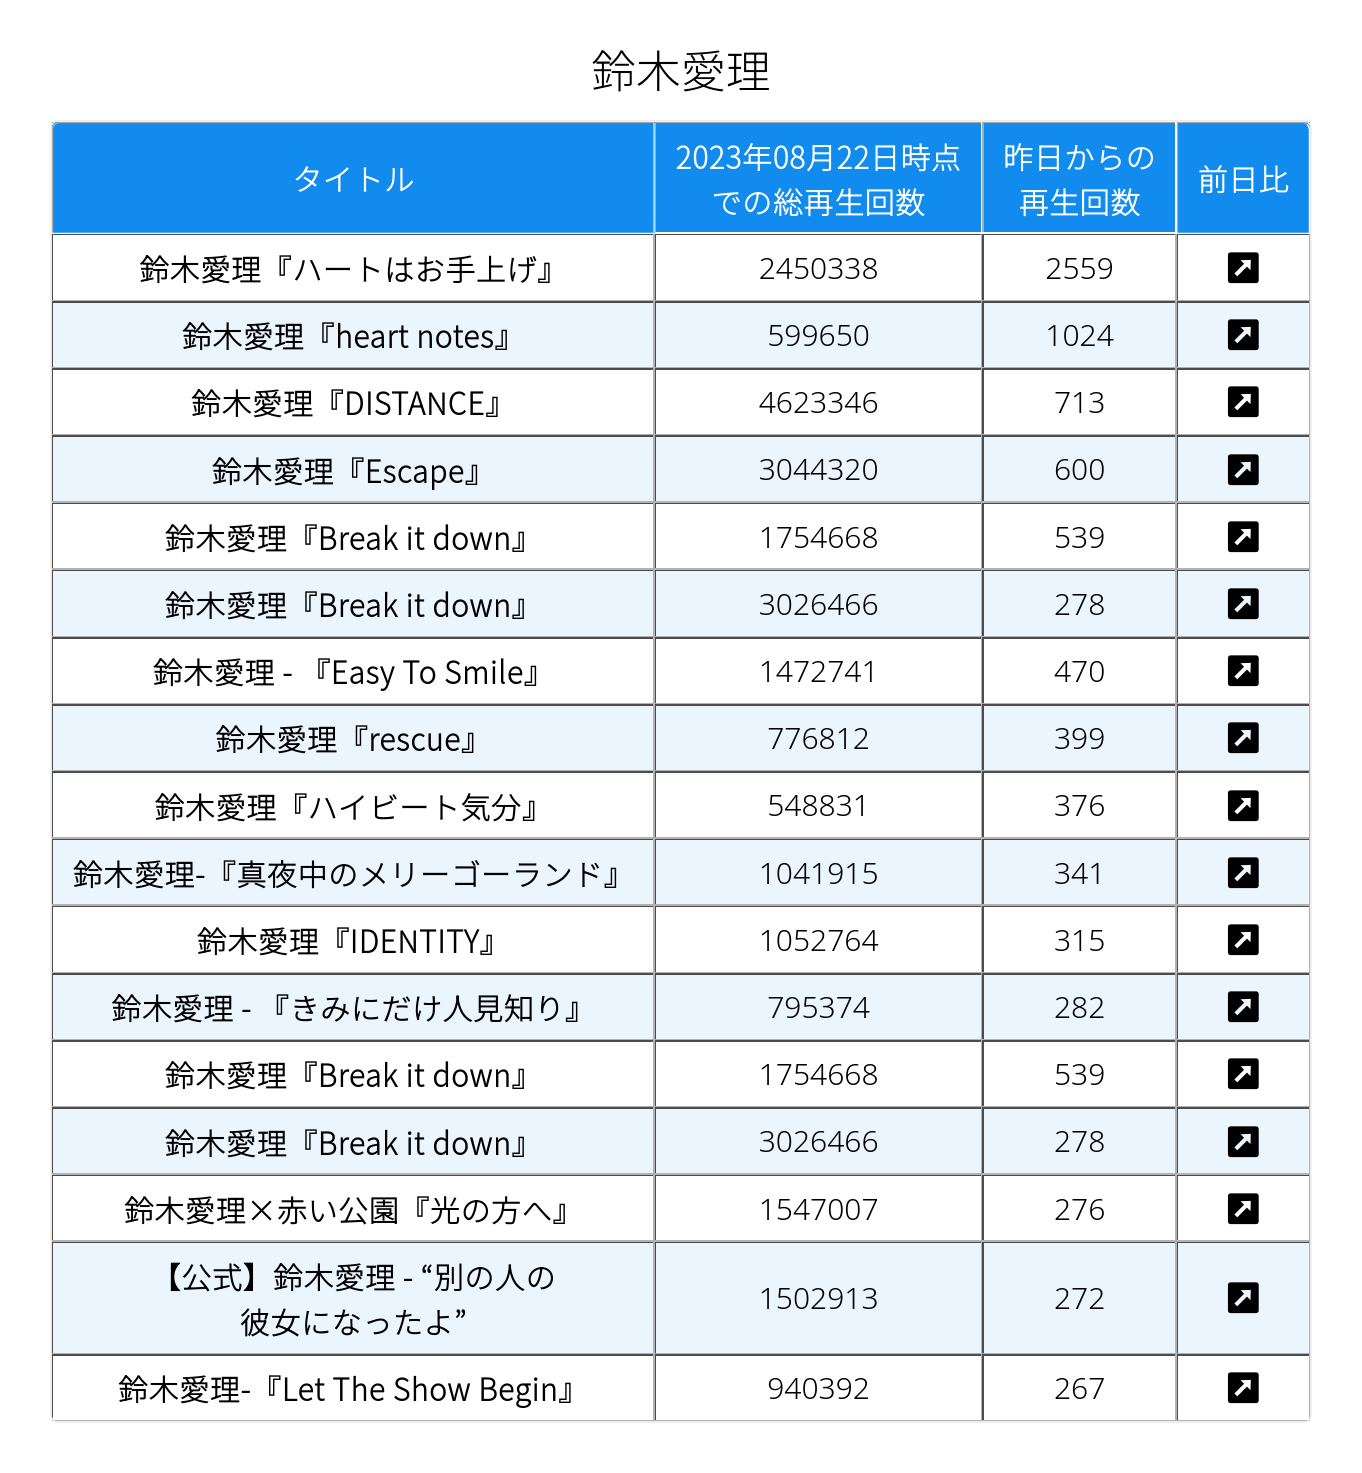 鈴木愛理
タイトル 2023年08月22日時点 昨日からの 前日比
での総再生回数 再生回数
鈴木愛理『ハートはお手上げ』 2450338 2559
鈴木愛理『heart notes』 599650 1024
鈴木愛理『DISTANCE』 4623346 713
鈴木愛理『Escape』 3044320 600
鈴木愛理『Break it down』 1754668 539
鈴木愛理『Break it down』 3026466 278
鈴木愛理 - 『Easy To Smile』 1472741 470
鈴木愛理『rescue』 776812 399
鈴木愛理『ハイビート気分』 548831 376
鈴木愛理-『真夜中のメリーゴーランド』 1041915 341
鈴木愛理『IDENTITY』 1052764 315
鈴木愛理 - 『きみにだけ人見知り』 795374 282
鈴木愛理『Break it down』 1754668 539
鈴木愛理『Break it down』 3026466 278
鈴木愛理×赤い公園『光の方へ』 1547007 276
【公式】鈴木愛理 - “別の人の
彼女になったよ” 1502913 272
鈴木愛理-『Let The Show Begin』 940392 267